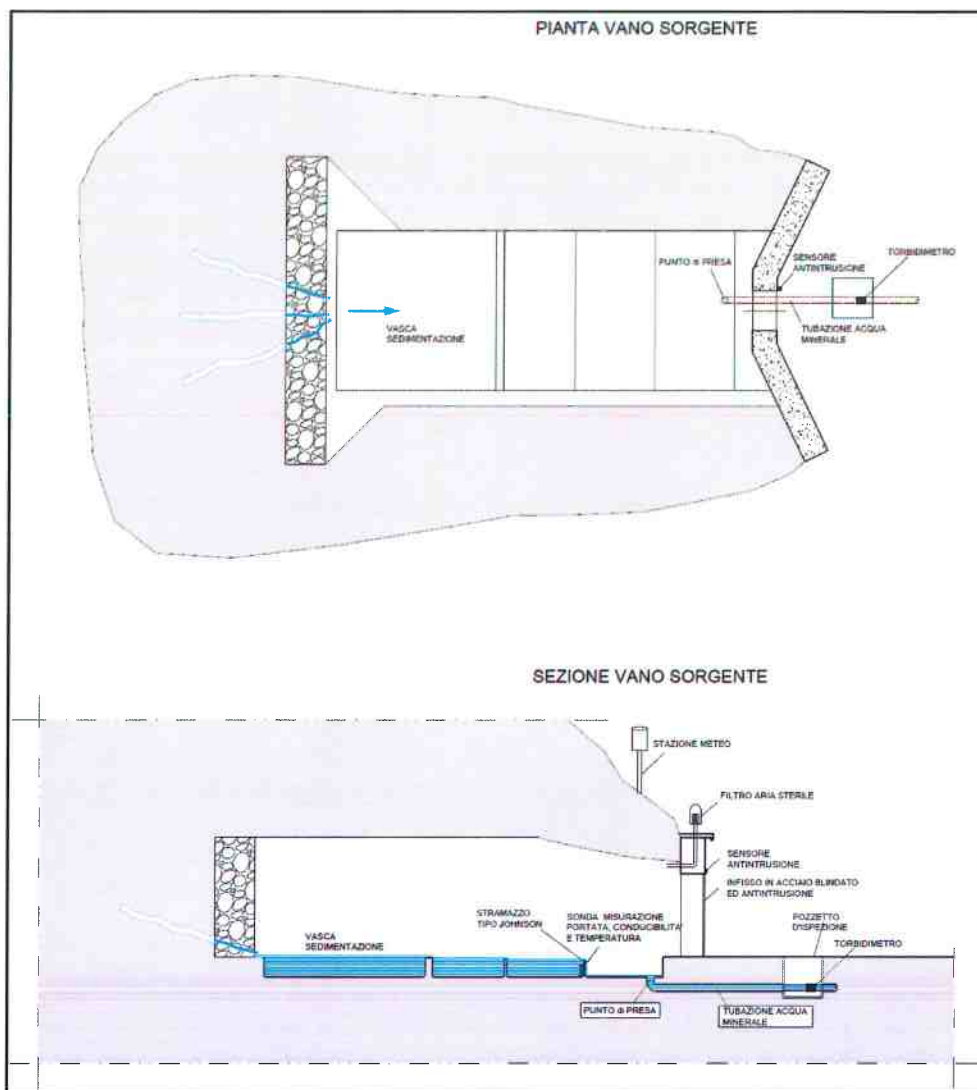 PIANTA VANO SORGENTE
PUNTO di PRESA
SENSORE
ANTINTRUSIONE
TORBIDIMETRO
VASCA
SEDIMENTAZIONE
TUBAZIONE ACQUA
MINERALE
SEZIONE VANO SORGENTE
STAZIONE METEO
FILTRO ARIA STERILE
SENSORE
ANTINTRUSIONE
INFISSO IN ACCIAIO BLINDATO
ED ANTINTRUSIONE
STRAMAZZO
TIPO JOHNSON
SONDA MISURAZIONE
PORTATA, CONDUCIBILITA'
E TEMPERATURA
POZZETTO
D'ISPEZIONE
VASCA
SEDIMENTAZIONE
TORBIDIMETRO
PUNTO di PRESA
TUBAZIONE ACQUA
MINERALE